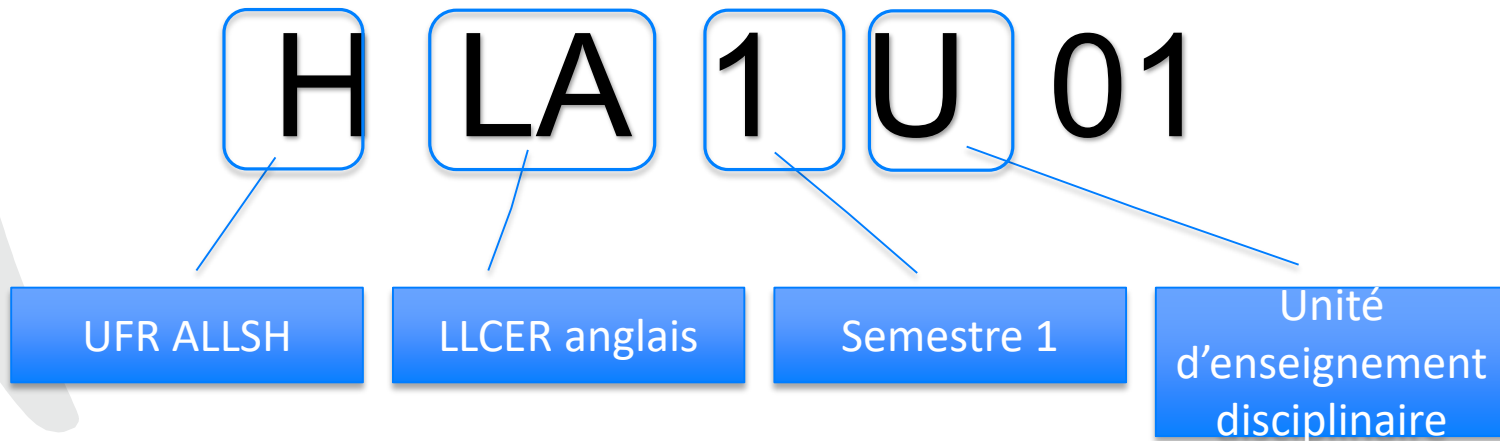 H LA 1 U 01
UFR ALLSH
LLCER anglais
Semestre 1
Unité
d’enseignement
disciplinaire